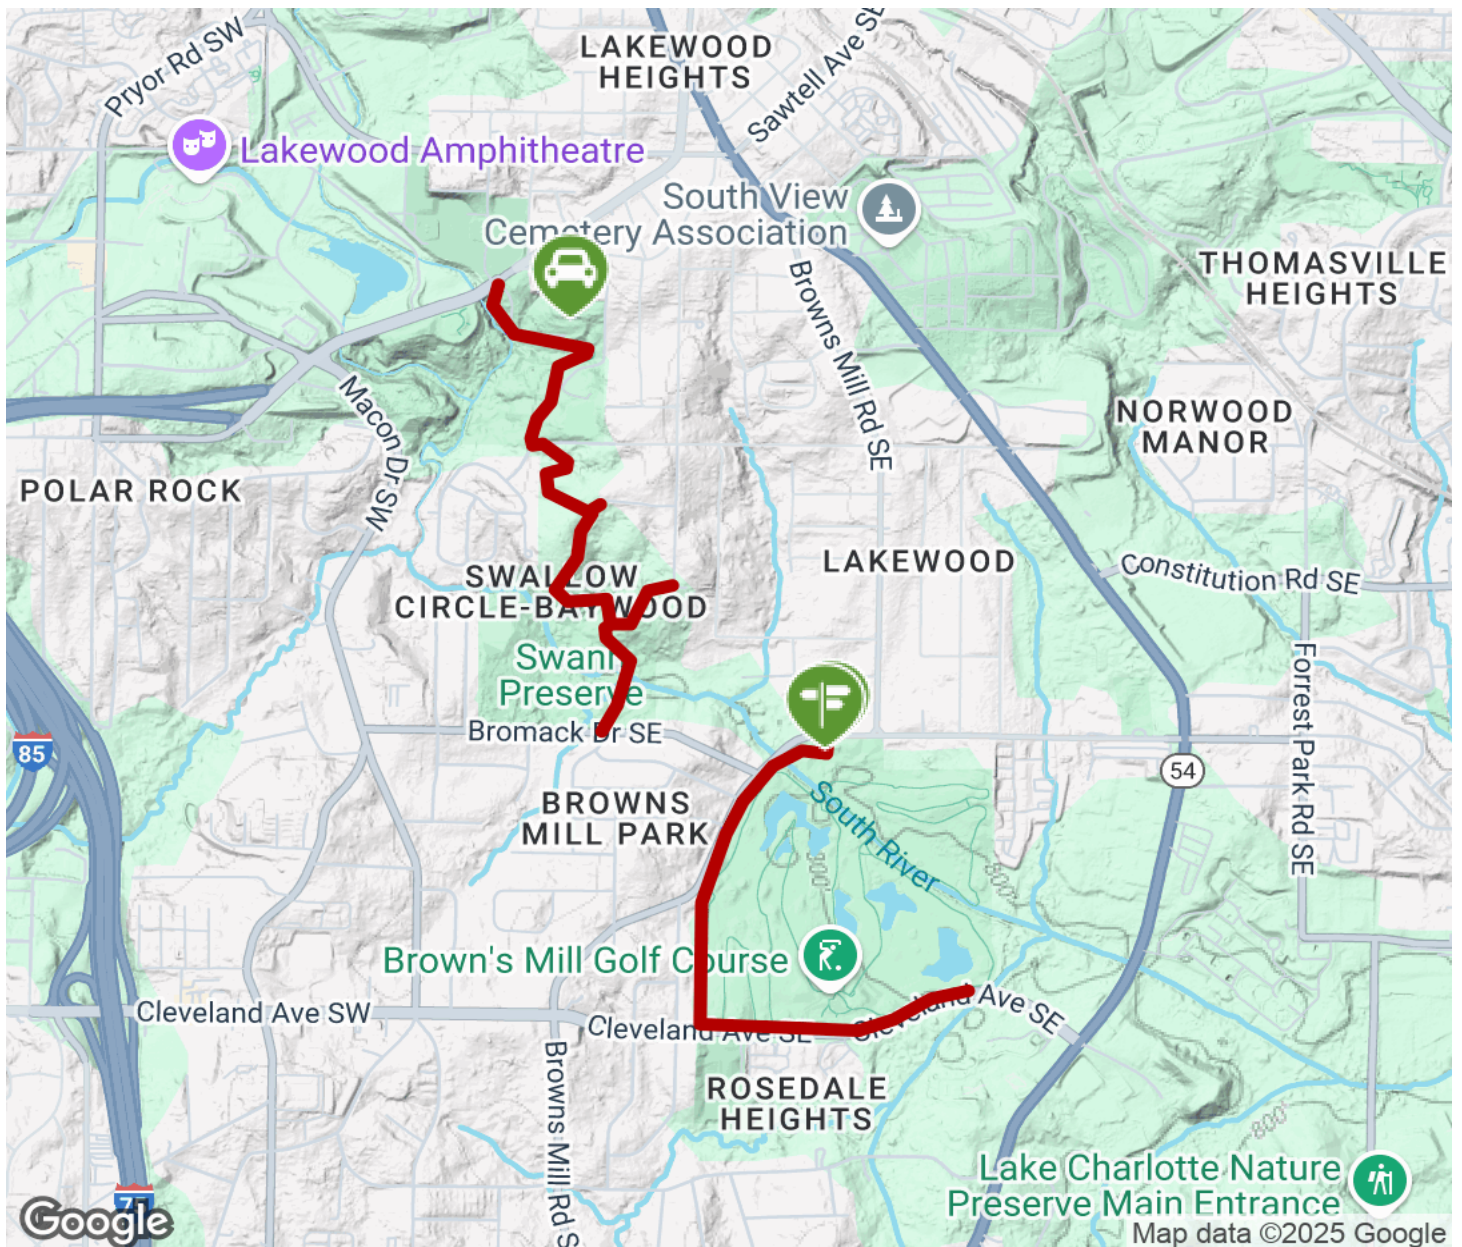 Pryor Rd SW
LAKEWOOD
HEIGHTS
Sawtell Ave SE
Lakewood Amphitheatre
South View
Cemetery Association
THOMASVILLE
HEIGHTS
Browns Mill Rd SE
Macon Dr SW
NORWOOD
MANOR
POLAR ROCK
LAKEWOOD
Constitution Rd SE
SWALLOW
CIRCLE-BAYWOOD
Swann
Preserve
Bromack Dr SE
Forrest Park Rd SE
85
54
BROWNS
MILL PARK
South River
800'
800'
Brown's Mill Golf Course
Cleveland Ave SW
Cleveland Ave SE
Cleveland Ave SE
Browns Mill Rd S
ROSEDALE
HEIGHTS
800'
Lake Charlotte Nature
Preserve Main Entrance
75
Google
Map data ©2025 Google